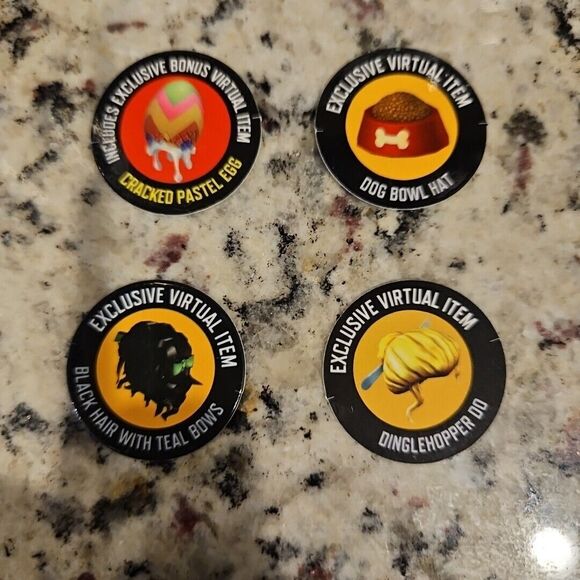 INCLUDES EXCLUSIVE BONUS VIRTUAL ITEM
CRACKED PASTEL EGG
EXCLUSIVE VIRTUAL ITEM
DOG BOWL HAT
EXCLUSIVE VIRTUAL ITEM
BLACK HAIR WITH TEAL BOWS
EXCLUSIVE VIRTUAL ITEM
DINGLEHOPPER DO